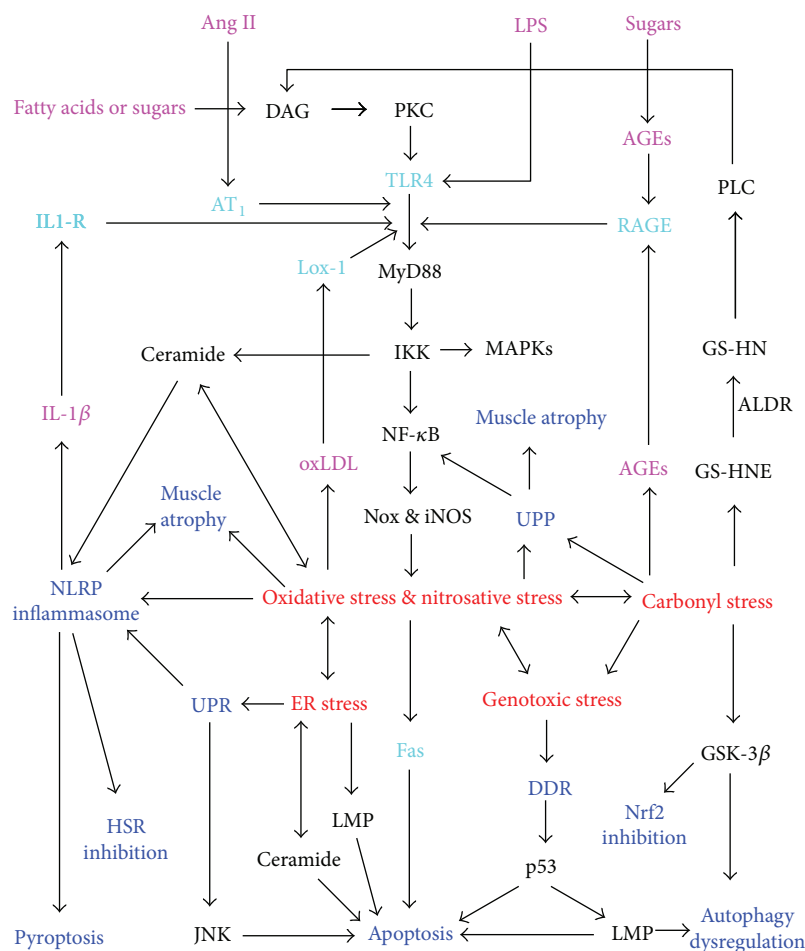 Ang II
LPS
Sugars
Fatty acids or sugars
DAG
PKC
AGEs
TLR4
PLC
AT1
IL1-R
RAGE
Lox-1
MyD88
Ceramide
IKK
MAPKs
GS-HN
ALDR
IL-1β
Muscle atrophy
NF-κB
oxLDL
AGEs
GS-HNE
Muscle
atrophy
Nox & iNOS
UPP
NLRP
inflammasome
Oxidative stress & nitrosative stress
Carbonyl stress
UPR
ER stress
Genotoxic stress
Fas
GSK-3β
DDR
HSR
inhibition
LMP
Nrf2
inhibition
Ceramide
p53
Pyroptosis
JNK
Apoptosis
LMP
Autophagy
dysregulation